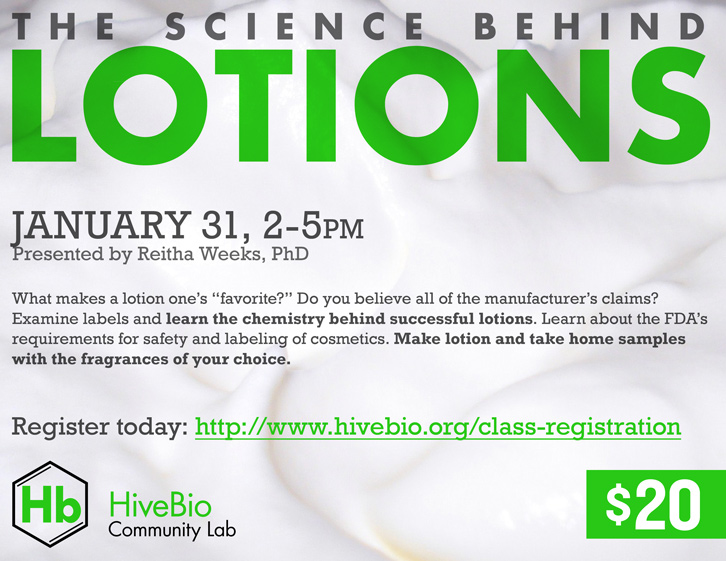 THE SCIENCE BEHIND
LOTIONS
JANUARY 31, 2-5PM
Presented by Reitha Weeks, PhD
What makes a lotion one's “favorite?” Do you believe all of the manufacturer's claims?
Examine labels and learn the chemistry behind successful lotions. Learn about the FDA's
requirements for safety and labeling of cosmetics. Make lotion and take home samples
with the fragrances of your choice.
Register today: http://www.hivebio.org/class-registration
Hb
HiveBio
Community Lab
$20